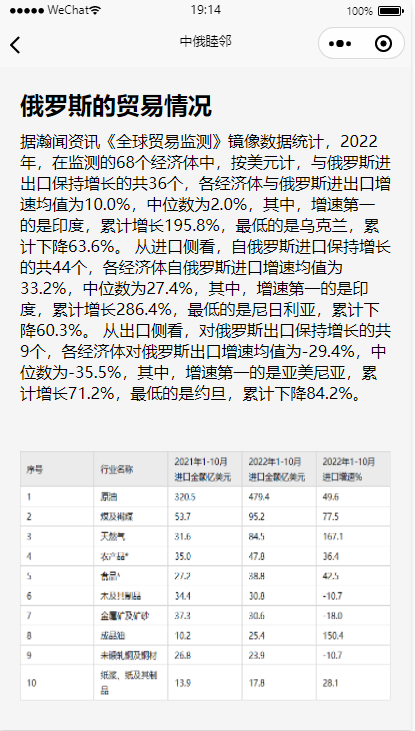 WeChat 19:14 100%
中俄睦邻
俄罗斯的贸易情况
据瀚闻资讯《全球贸易监测》镜像数据统计，2022
年，在监测的68个经济体中，按美元计，与俄罗斯进
出口保持增长的共36个，各经济体与俄罗斯进出口增
速均值为10.0%，中位数为2.0%，其中，增速第一
的是印度，累计增长195.8%，最低的是乌克兰，累
计下降63.6%。 从进口侧看，自俄罗斯进口保持增长
的共44个，各经济体自俄罗斯进口增速均值为
33.2%，中位数为27.4%，其中，增速第一的是印
度，累计增长286.4%，最低的是尼日利亚，累计下
降60.3%。 从出口侧看，对俄罗斯出口保持增长的共
9个，各经济体对俄罗斯出口增速均值为-29.4%，中
位数为-35.5%，其中，增速第一的是亚美尼亚，累
计增长71.2%，最低的是约旦，累计下降84.2%。
序号 行业名称 2021年1-10月 2022年1-10月 2022年1-10月
进口金额亿美元 进口金额亿美元 进口增速%
1 原油 320.5 479.4 49.6
2 煤及褐煤 53.7 95.2 77.5
3 天然气 31.6 84.5 167.1
4 农产品* 35.0 47.8 36.4
5 食品* 27.2 38.8 42.5
6 木及其制品 34.4 30.8 -10.7
7 金属矿及矿砂 37.3 30.6 -18.0
8 成品油 10.2 25.4 150.4
9 未锻轧铜及铜材 26.8 23.9 -10.7
10 纸浆、纸及其制品 13.9 17.8 28.1